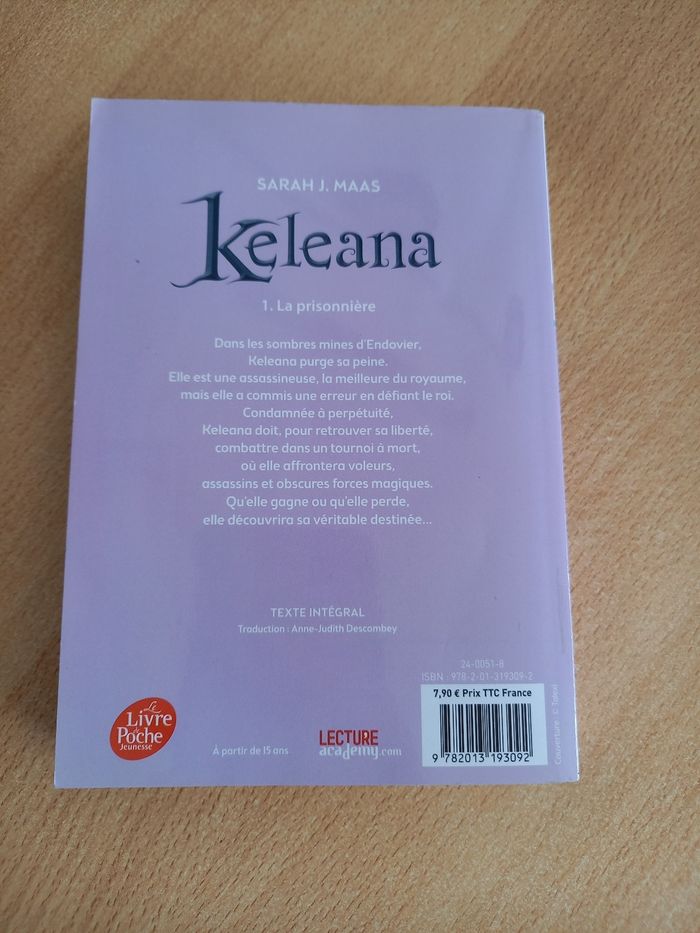 SARAH J. MAAS
Keleana
1. La prisonnière
Dans les sombres mines d'Endovier,
Keleana purge sa peine.
Elle est une assassineuse, la meilleure du royaume,
mais elle a commis une erreur en défiant le roi.
Condamnée à perpétuité,
Keleana doit, pour retrouver sa liberté,
combattre dans un tournoi à mort,
où elle affrontera voleurs,
assassins et obscures forces magiques.
Qu'elle gagne ou qu'elle perde,
elle découvrira sa véritable destinée...
TEXTE INTÉGRAL
Traduction : Anne-Judith Descombey
24-0051-8
ISBN : 978-2-01-319309-2
7,90 € Prix TTC France
9 782013 193092
Couverture : © Talexi
Le
Livre
de
Poche
Jeunesse
À partir de 15 ans
LECTURE
academy.com